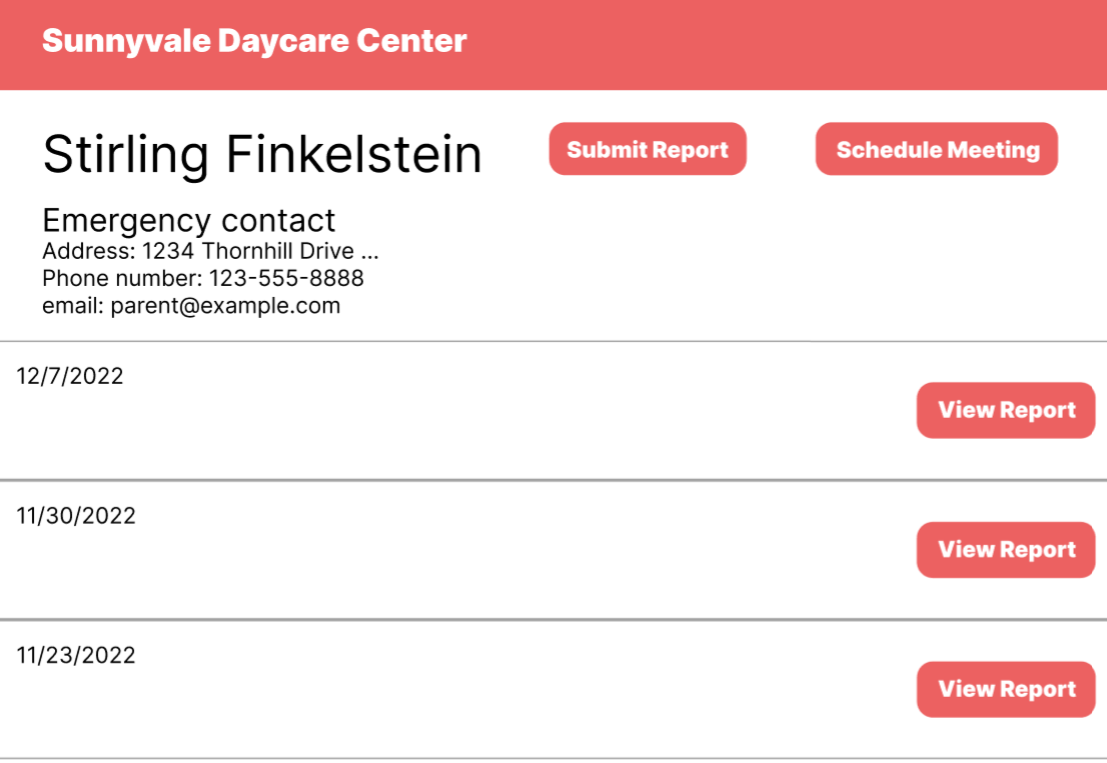 Sunnyvale Daycare Center
Stirling Finkelstein
Submit Report
Schedule Meeting
Emergency contact
Address: 1234 Thornhill Drive ...
Phone number: 123-555-8888
email: parent@example.com
12/7/2022
View Report
11/30/2022
View Report
11/23/2022
View Report